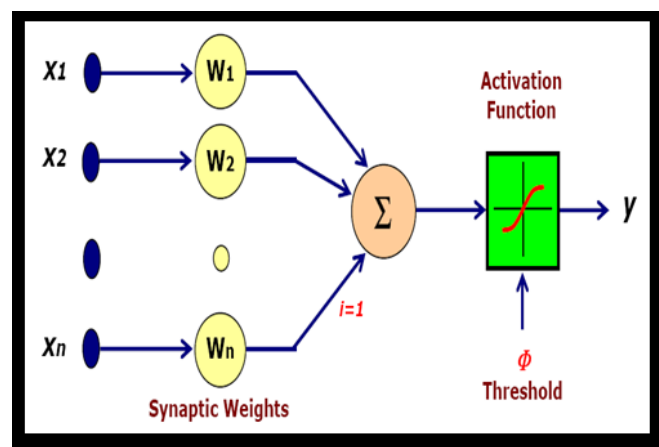 X1
W1
Activation
Function
X2
W2
Σ
y
i=1
Xn
Wn
Φ
Threshold
Synaptic Weights